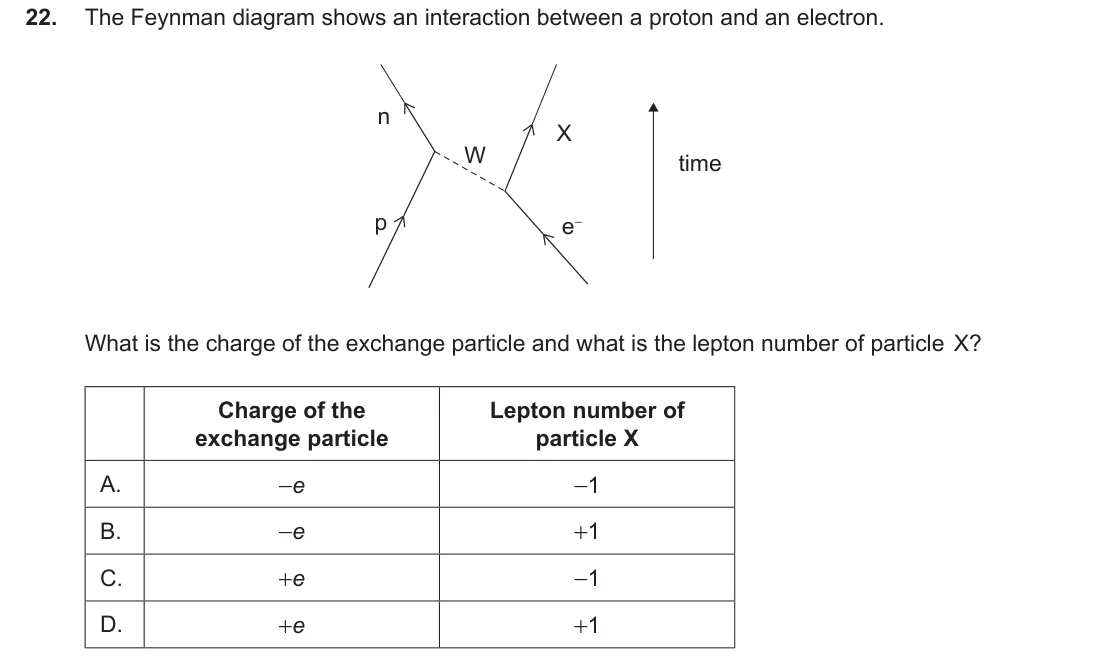 22. The Feynman diagram shows an interaction between a proton and an electron.
n
X
W
time
p
e⁻
What is the charge of the exchange particle and what is the lepton number of particle X?
Charge of the exchange particle
Lepton number of particle X
A. −e −1
B. −e +1
C. +e −1
D. +e +1